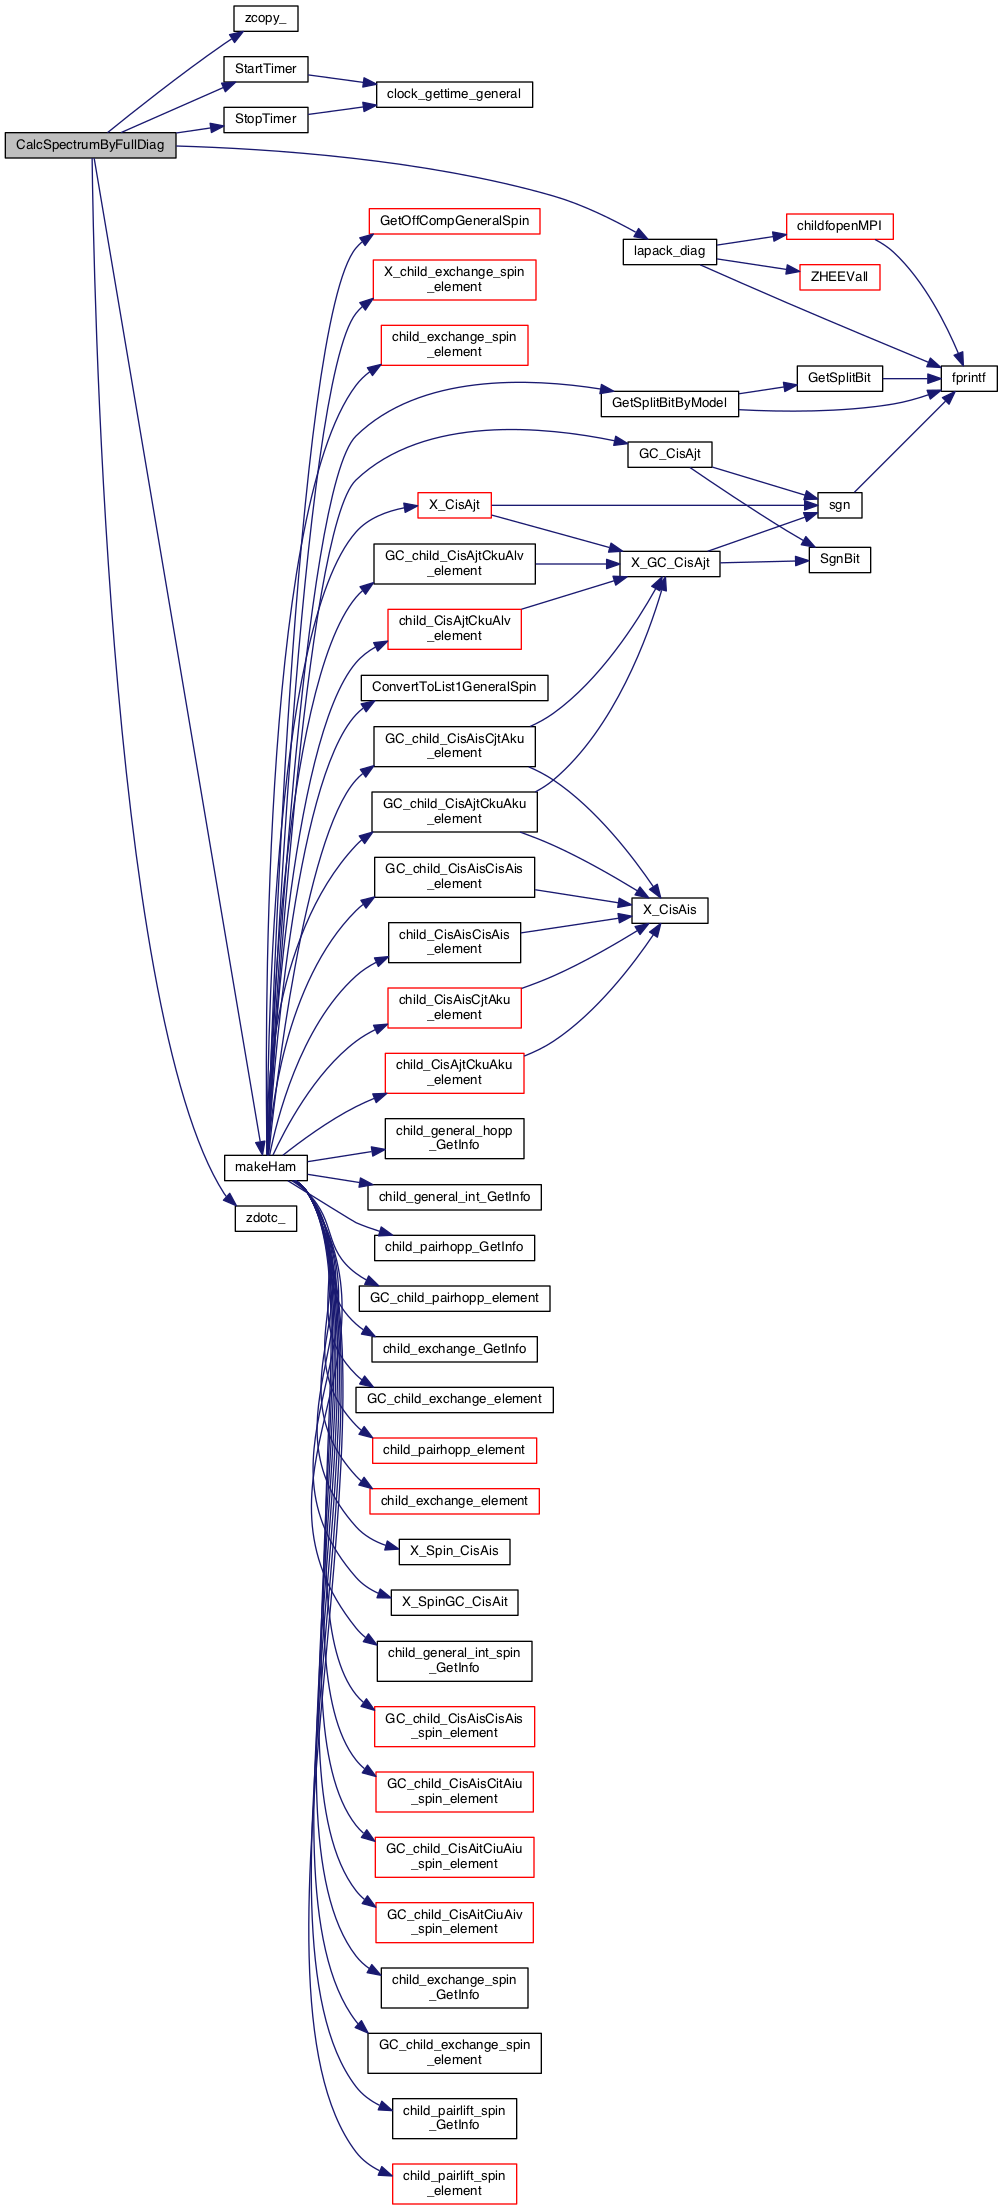 zcopy_
StartTimer
clock_gettime_general
StopTimer
CalcSpectrumByFullDiag
GetOffCompGeneralSpin
childfopenMPI
lapack_diag
X_child_exchange_spin
_element
ZHEEVall
child_exchange_spin
_element
GetSplitBit
fprintf
GetSplitBitByModel
GC_CisAjt
X_CisAjt
sgn
GC_child_CisAjtCkuAlv
_element
X_GC_CisAjt
SgnBit
child_CisAjtCkuAlv
_element
ConvertToList1GeneralSpin
GC_child_CisAisCjtAku
_element
GC_child_CisAjtCkuAku
_element
GC_child_CisAisCisAis
_element
X_CisAis
child_CisAisCisAis
_element
child_CisAisCjtAku
_element
child_CisAjtCkuAku
_element
child_general_hopp
_GetInfo
makeHam
child_general_int_GetInfo
zdotc_
child_pairhopp_GetInfo
GC_child_pairhopp_element
child_exchange_GetInfo
GC_child_exchange_element
child_pairhopp_element
child_exchange_element
X_Spin_CisAis
X_SpinGC_CisAit
child_general_int_spin
_GetInfo
GC_child_CisAisCisAis
_spin_element
GC_child_CisAisCitAiu
_spin_element
GC_child_CisAitCiuAiu
_spin_element
GC_child_CisAitCiuAiv
_spin_element
child_exchange_spin
_GetInfo
GC_child_exchange_spin
_element
child_pairlift_spin
_GetInfo
child_pairlift_spin
_element